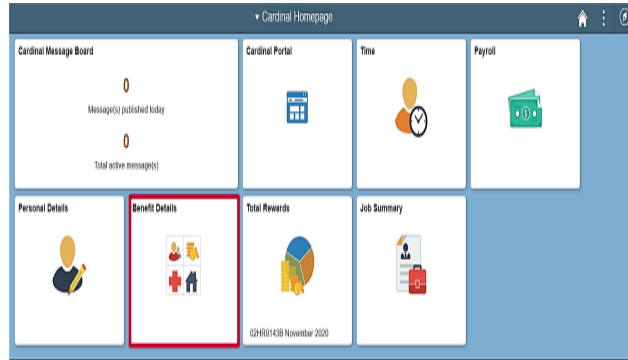 ▾ Cardinal Homepage
Cardinal Message Board
0
Message(s) published today
0
Total active message(s)
Cardinal Portal
Time
Payroll
Personal Details
Benefit Details
Total Rewards
02HR0143B November 2020
Job Summary